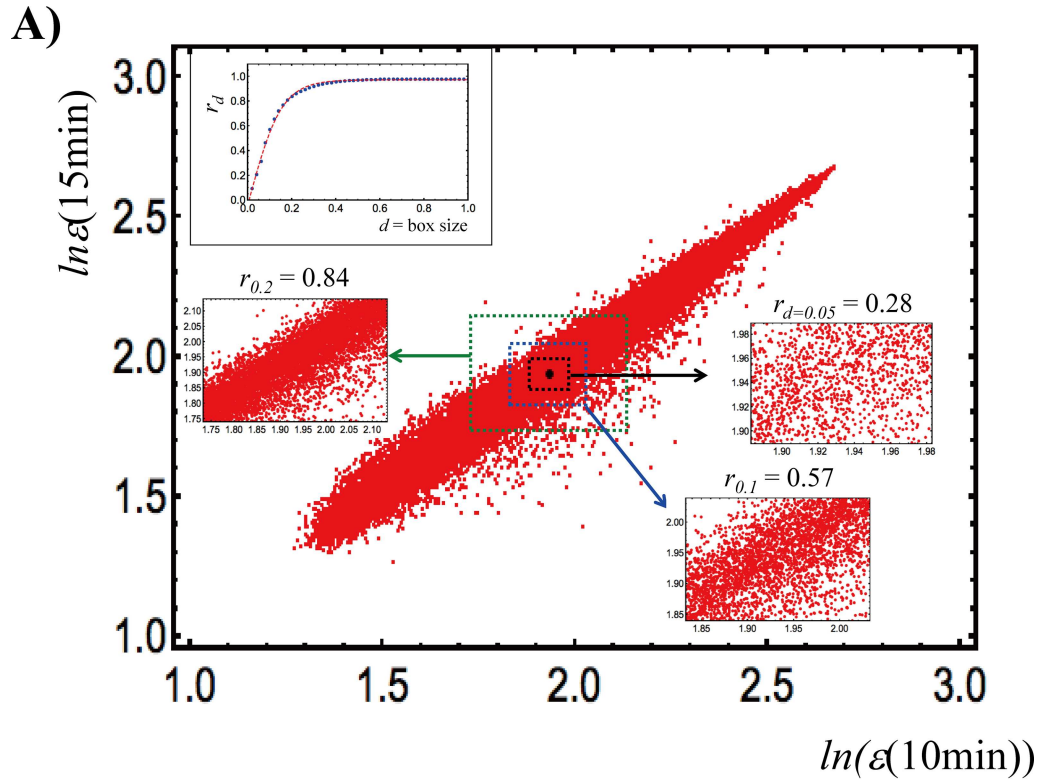 A)
lnε(15min)
3.0
2.5
2.0
1.5
1.0
1.0 1.5 2.0 2.5 3.0
ln(ε(10min))
r_d
1.0
0.8
0.6
0.4
0.2
0.0
0.0 0.2 0.4 0.6 0.8 1.0
d = box size
r_0.2 = 0.84
2.10
2.05
2.00
1.95
1.90
1.85
1.80
1.75
1.74 1.80 1.85 1.90 1.95 2.00 2.05 2.10
r_d=0.05 = 0.28
1.98
1.96
1.94
1.92
1.90
1.90 1.92 1.94 1.96 1.98
r_0.1 = 0.57
2.00
1.95
1.90
1.85
1.85 1.90 1.95 2.00